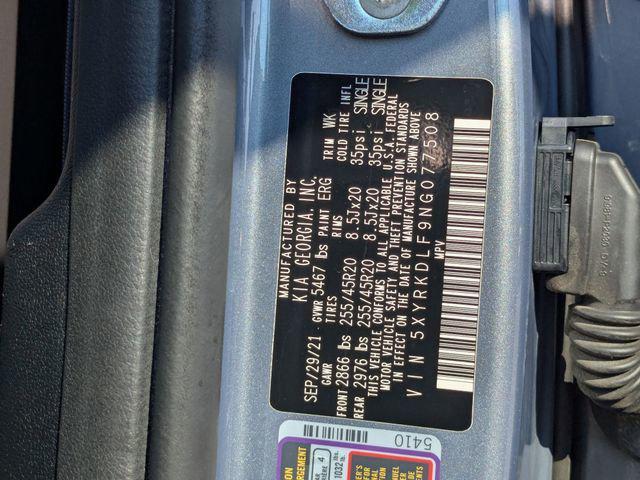 MANUFACTURED BY
KIA GEORGIA, INC.
SEP/29/21 GVWR 5467 lbs PAINT ERG TRIM WK
GAWR TIRES RIMS COLD TIRE INFL
FRONT 2866 lbs 255/45R20 8.5Jx20 35psi SINGLE
REAR 2976 lbs 255/45R20 8.5Jx20 35psi SINGLE
THIS VEHICLE CONFORMS TO ALL APPLICABLE U.S.A. FEDERAL
MOTOR VEHICLE SAFETY AND THEFT PREVENTION STANDARDS
IN EFFECT ON THE DATE OF MANUFACTURE SHOWN ABOVE
VIN 5XYRKDLF9NG077508
MPV
5410
4
1032 lb.